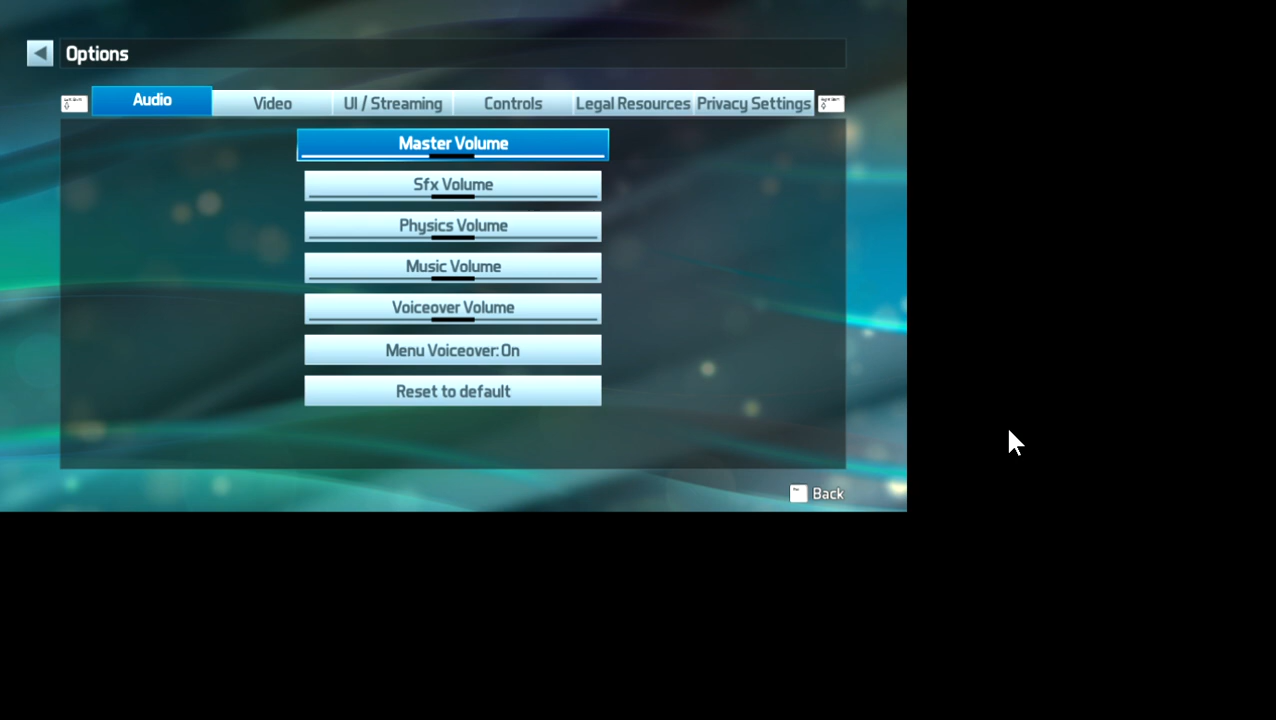 Options
Audio
Video
UI / Streaming
Controls
Legal Resources
Privacy Settings
Master Volume
Sfx Volume
Physics Volume
Music Volume
Voiceover Volume
Menu Voiceover: On
Reset to default
Back